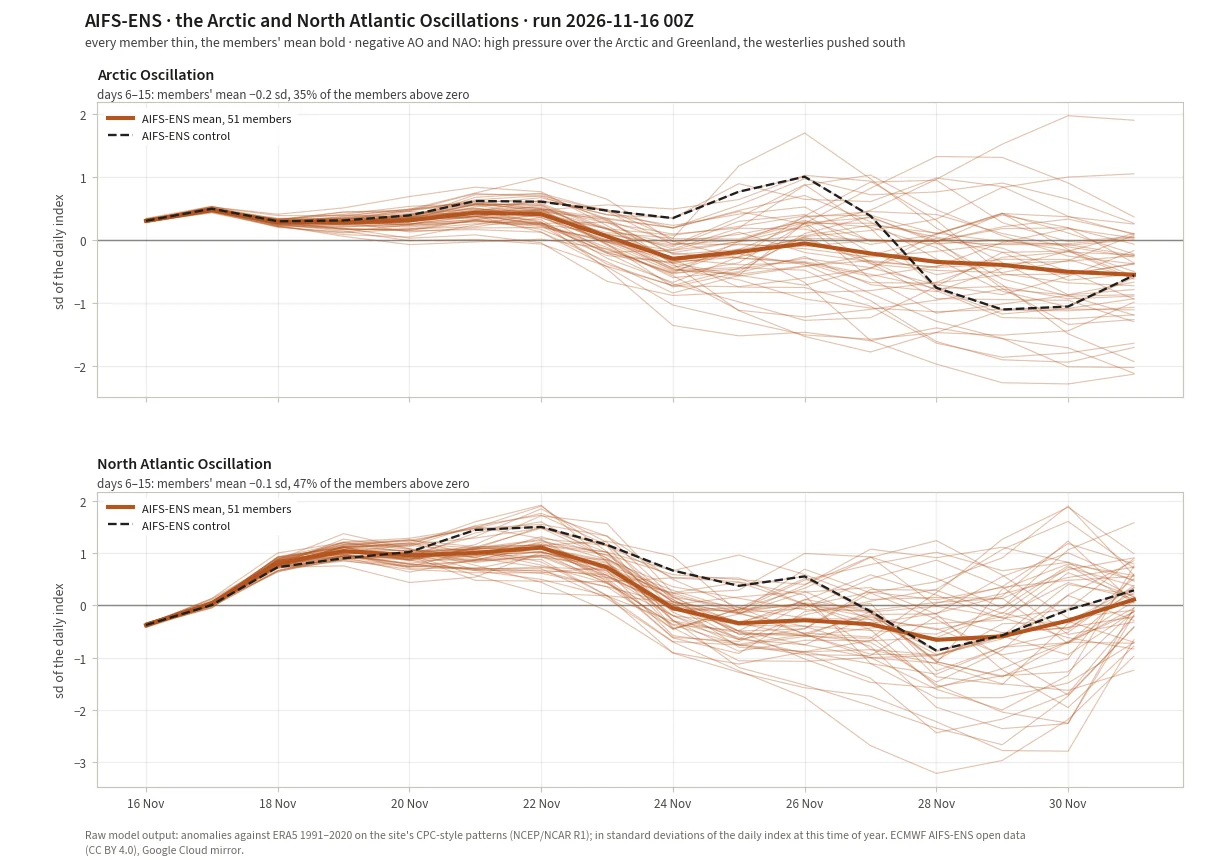 AIFS-ENS · the Arctic and North Atlantic Oscillations · run 2026-11-16 00Z
every member thin, the members' mean bold · negative AO and NAO: high pressure over the Arctic and Greenland, the westerlies pushed south
Arctic Oscillation
days 6–15: members' mean −0.2 sd, 35% of the members above zero
AIFS-ENS mean, 51 members
AIFS-ENS control
sd of the daily index
2
1
0
−1
−2
North Atlantic Oscillation
days 6–15: members' mean −0.1 sd, 47% of the members above zero
AIFS-ENS mean, 51 members
AIFS-ENS control
sd of the daily index
2
1
0
−1
−2
−3
16 Nov 18 Nov 20 Nov 22 Nov 24 Nov 26 Nov 28 Nov 30 Nov
Raw model output: anomalies against ERA5 1991–2020 on the site's CPC-style patterns (NCEP/NCAR R1); in standard deviations of the daily index at this time of year. ECMWF AIFS-ENS open data
(CC BY 4.0), Google Cloud mirror.